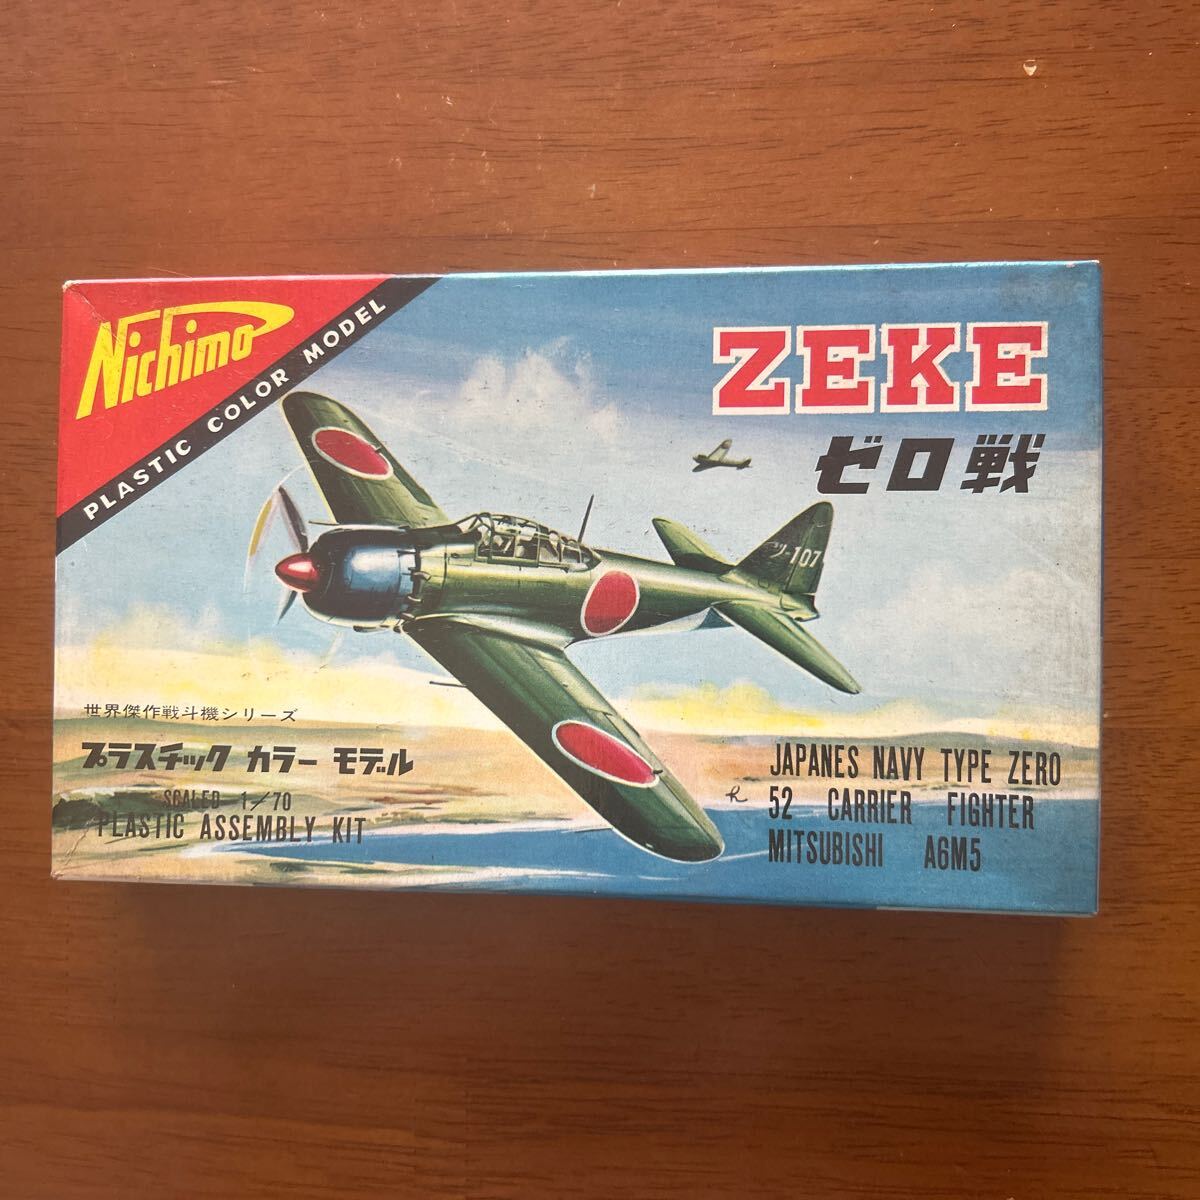 Nichimo
PLASTIC COLOR MODEL
ZEKE
ゼロ戦
ツ-107
世界傑作戦斗機シリーズ
プラスチック カラー モデル
SCALED 1/70
PLASTIC ASSEMBLY KIT
JAPANES NAVY TYPE ZERO
52 CARRIER FIGHTER
MITSUBISHI A6M5